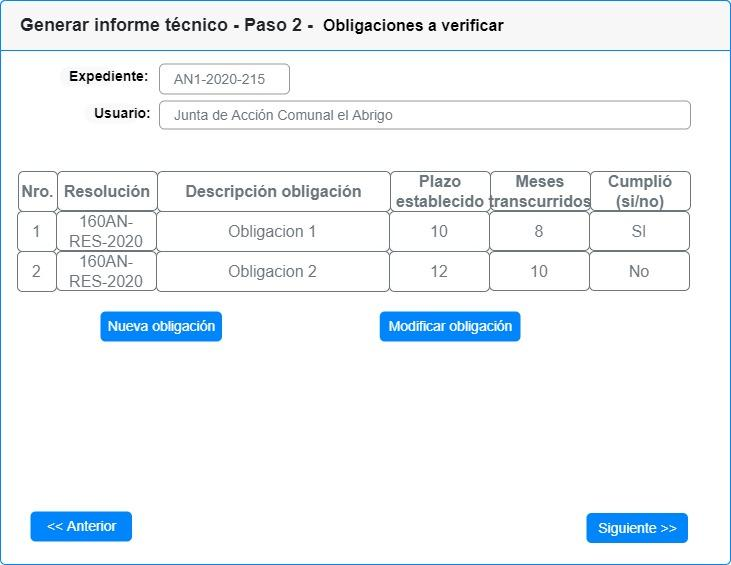 Generar informe técnico - Paso 2 - Obligaciones a verificar
Expediente: AN1-2020-215
Usuario: Junta de Acción Comunal el Abrigo
Nro. Resolución Descripción obligación Plazo establecido Meses transcurridos Cumplió (si/no)
1 160AN-RES-2020 Obligacion 1 10 8 SI
2 160AN-RES-2020 Obligacion 2 12 10 No
Nueva obligación Modificar obligación
<< Anterior Siguiente >>